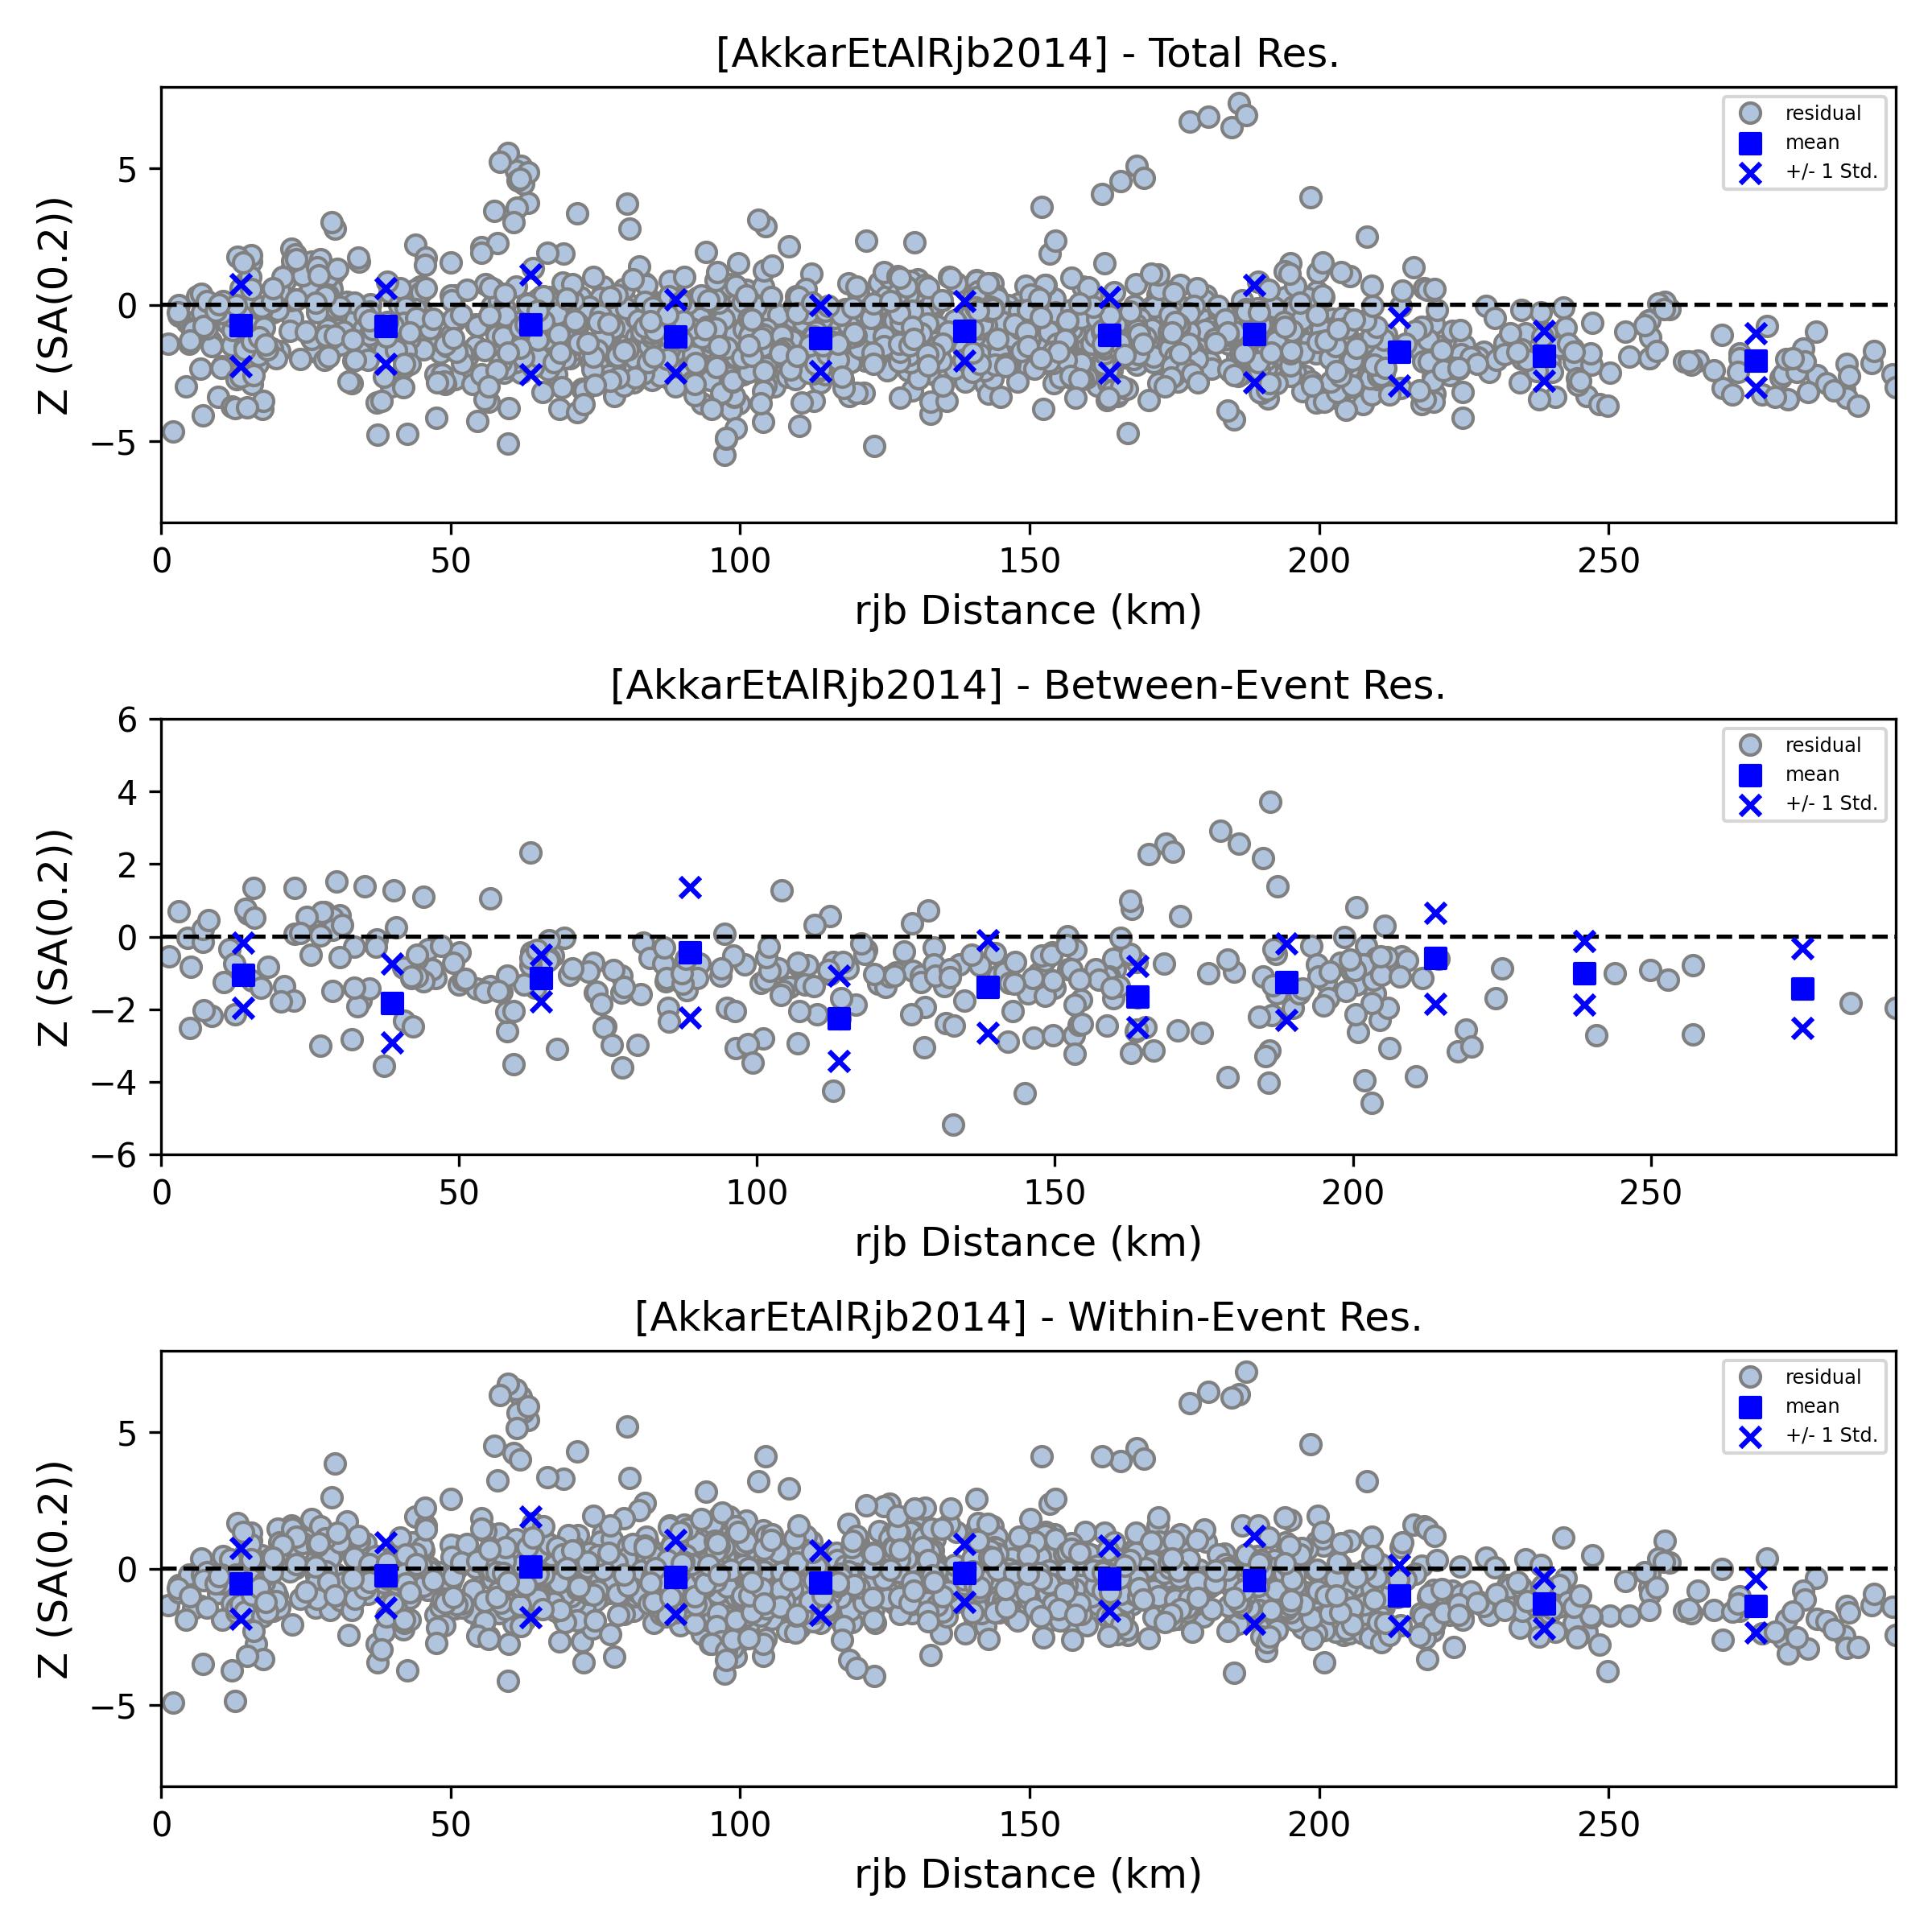 [AkkarEtAlRjb2014] - Total Res.
residual
mean
+/- 1 Std.
5
0
−5
Z (SA(0.2))
0 50 100 150 200 250
rjb Distance (km)
[AkkarEtAlRjb2014] - Between-Event Res.
residual
mean
+/- 1 Std.
6
4
2
0
−2
−4
−6
Z (SA(0.2))
0 50 100 150 200 250
rjb Distance (km)
[AkkarEtAlRjb2014] - Within-Event Res.
residual
mean
+/- 1 Std.
5
0
−5
Z (SA(0.2))
0 50 100 150 200 250
rjb Distance (km)